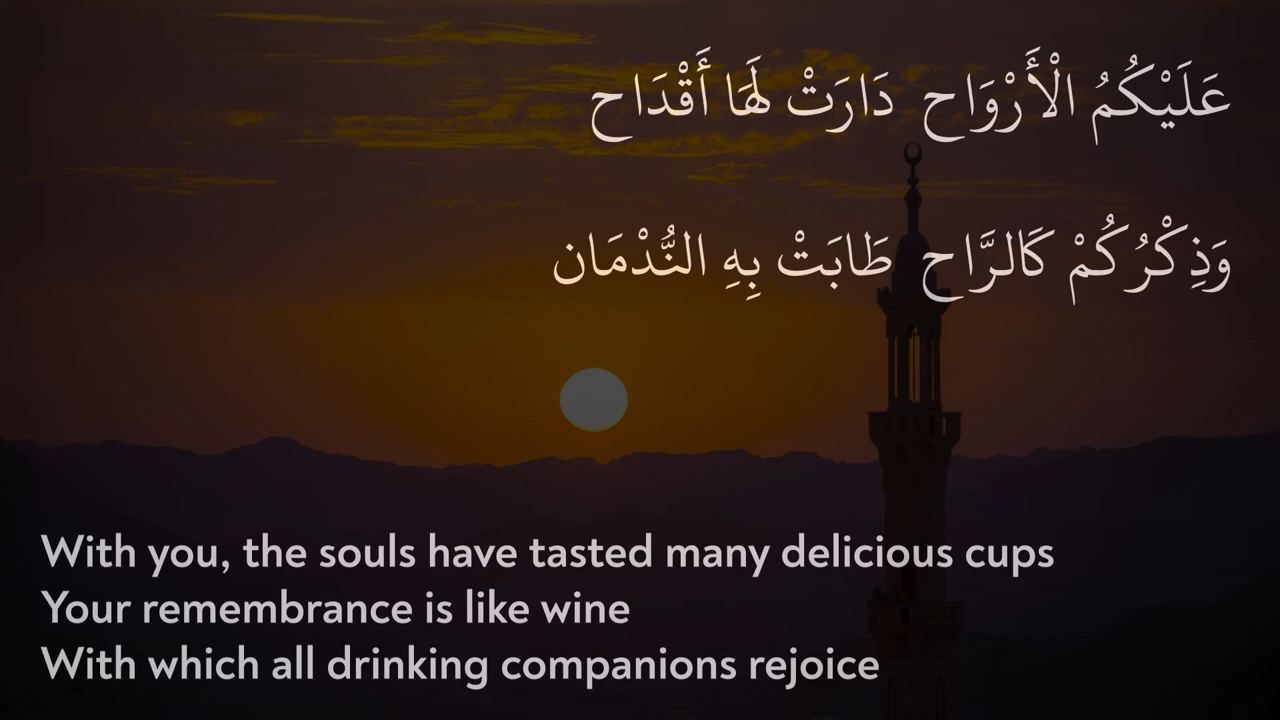 عَلَيْكُمُ الْأَرْوَاح دَارَتْ لَهَا أَقْدَاح
وَذِكْرُكُمْ كَالرَّاح طَابَتْ بِهِ النُّدْمَان
With you, the souls have tasted many delicious cups
Your remembrance is like wine
With which all drinking companions rejoice